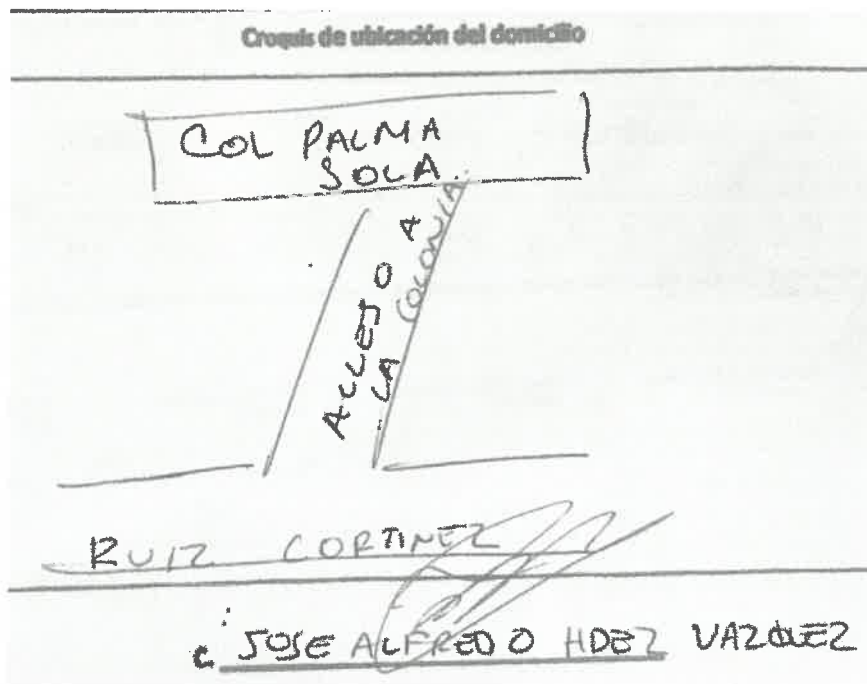 Croquis de ubicación del domicilio
COL PALMA
SOLA.
ACCESO A
LA COLONIA.
RUIZ CORTINEZ
C. JOSE ALFREDO HDEZ VAZQUEZ